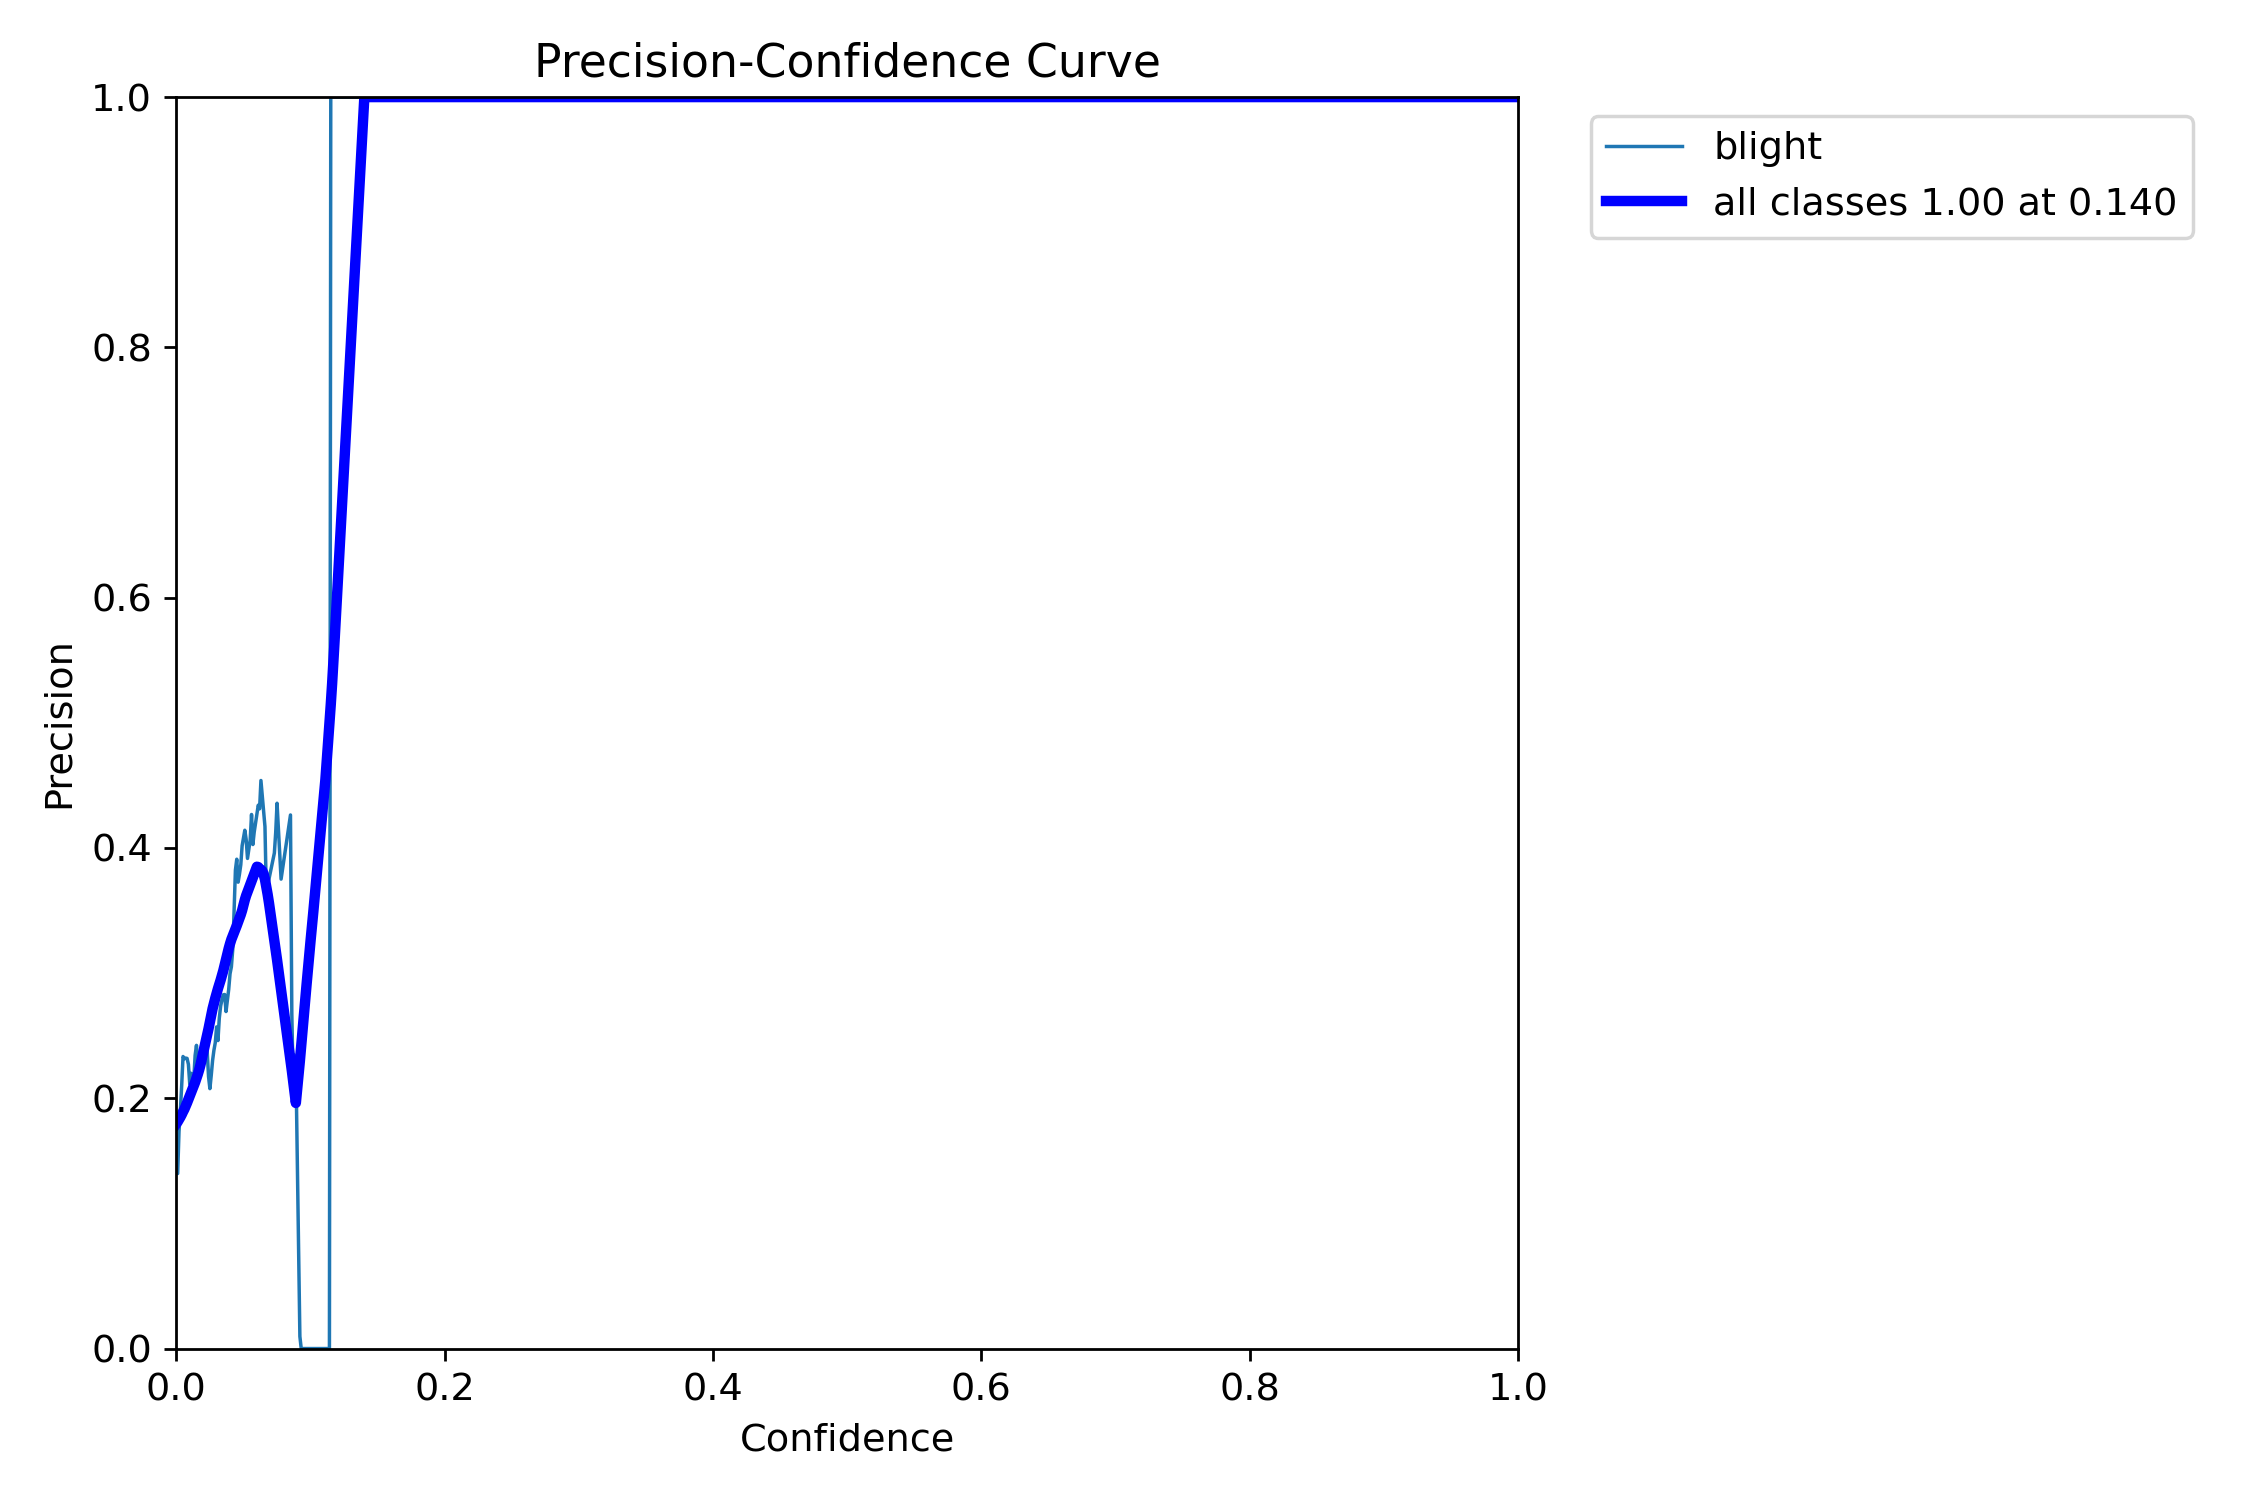 Precision-Confidence Curve
1.0
0.8
0.6
0.4
0.2
0.0
Precision
0.0 0.2 0.4 0.6 0.8 1.0
Confidence
blight
all classes 1.00 at 0.140